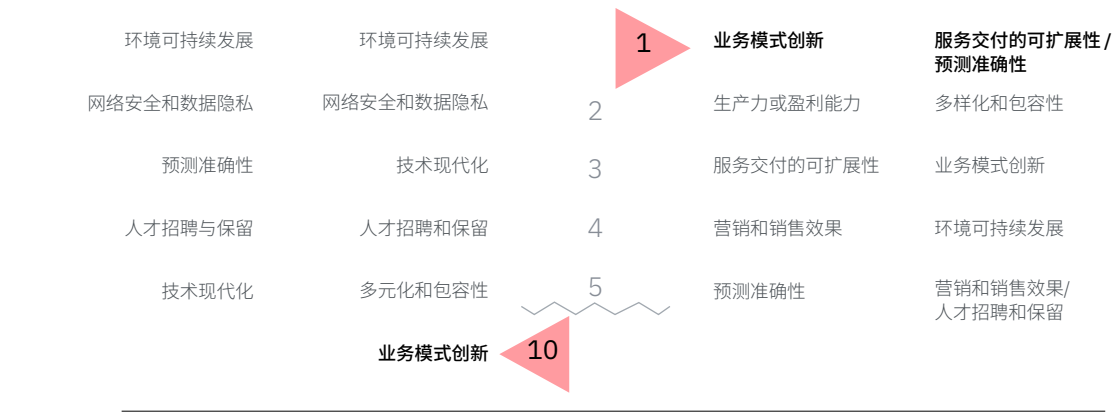 环境可持续发展 环境可持续发展 1 业务模式创新 服务交付的可扩展性/
预测准确性
网络安全和数据隐私 网络安全和数据隐私 2 生产力或盈利能力 多样化和包容性
预测准确性 技术现代化 3 服务交付的可扩展性 业务模式创新
人才招聘与保留 人才招聘和保留 4 营销和销售效果 环境可持续发展
技术现代化 多元化和包容性 5 预测准确性 营销和销售效果/
人才招聘和保留
业务模式创新 10